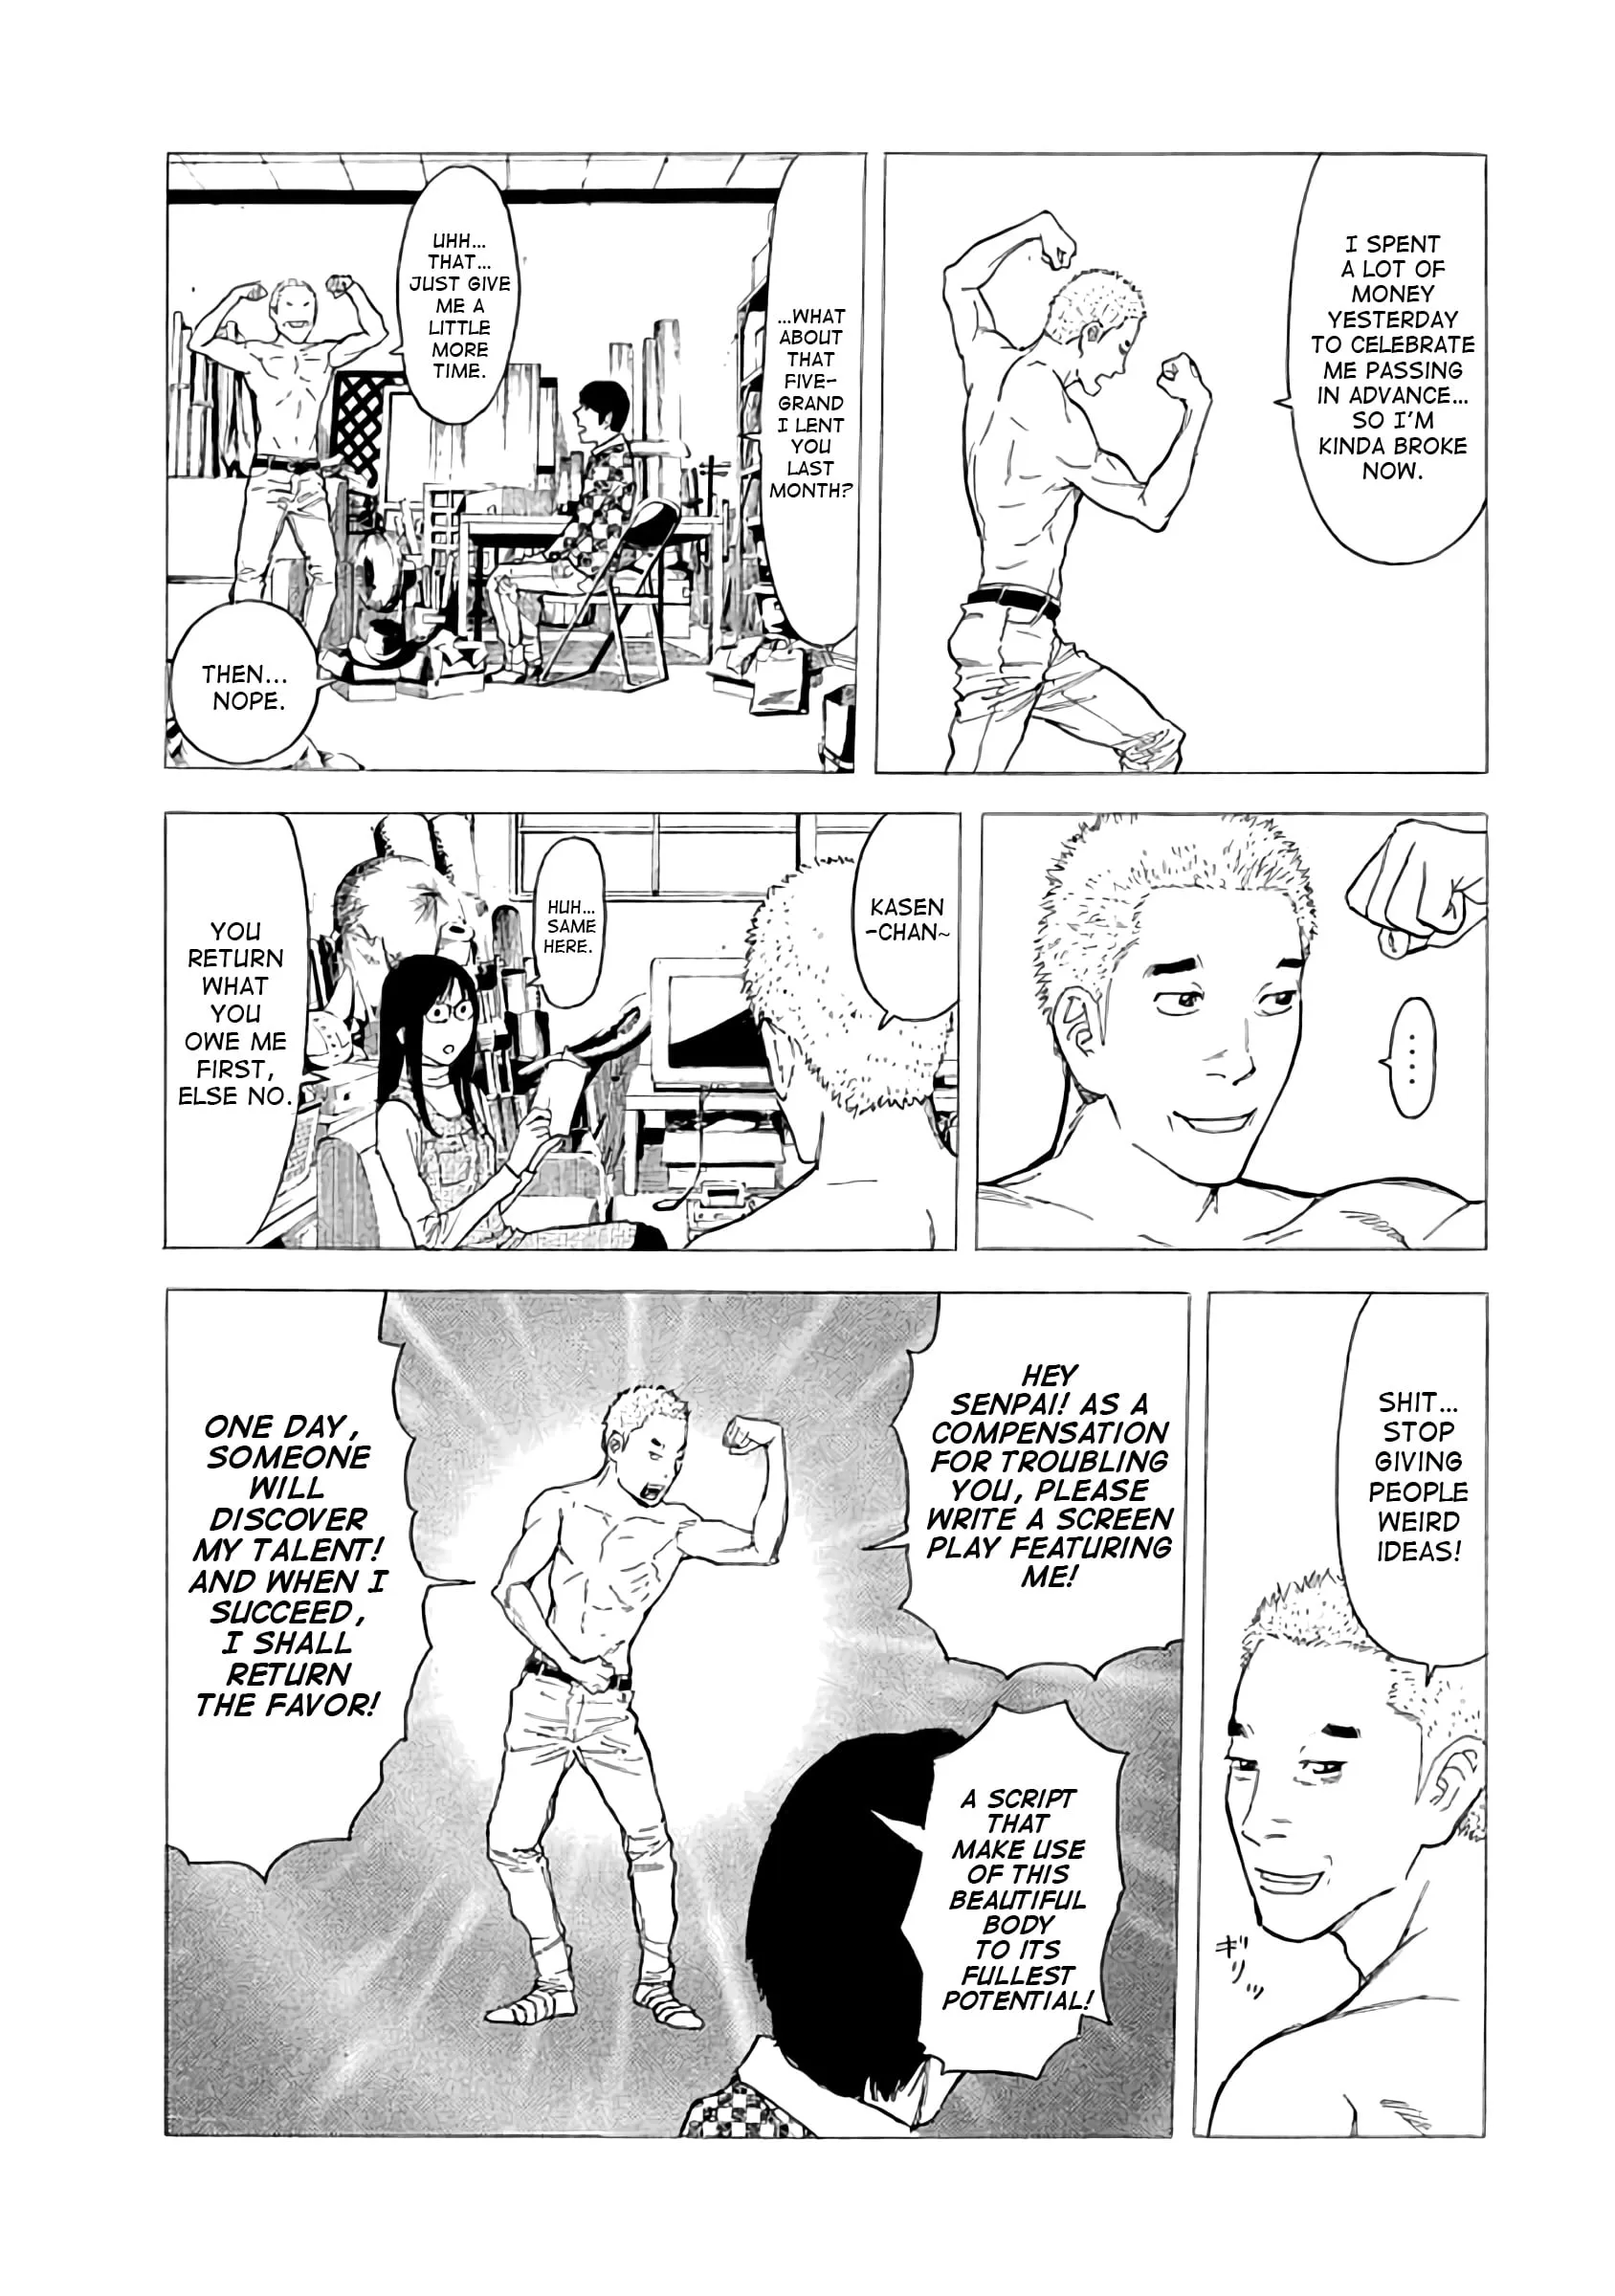 I SPENT
A LOT OF
MONEY
YESTERDAY
TO CELEBRATE
ME PASSING
IN ADVANCE...
SO I'M
KINDA BROKE
NOW.
...WHAT
ABOUT
THAT
FIVE-
GRAND
I LENT
YOU
LAST
MONTH?
UHH...
THAT...
JUST GIVE
ME A
LITTLE
MORE
TIME.
THEN...
NOPE.
....
KASEN
-CHAN~
HUH...
SAME
HERE.
YOU
RETURN
WHAT
YOU
OWE ME
FIRST,
ELSE NO.
SHIT...
STOP
GIVING
PEOPLE
WEIRD
IDEAS!
ギリッ
HEY
SENPAI! AS A
COMPENSATION
FOR TROUBLING
YOU, PLEASE
WRITE A SCREEN
PLAY FEATURING
ME!
A SCRIPT
THAT
MAKE USE
OF THIS
BEAUTIFUL
BODY
TO ITS
FULLEST
POTENTIAL!
ONE DAY,
SOMEONE
WILL
DISCOVER
MY TALENT!
AND WHEN I
SUCCEED,
I SHALL
RETURN
THE FAVOR!